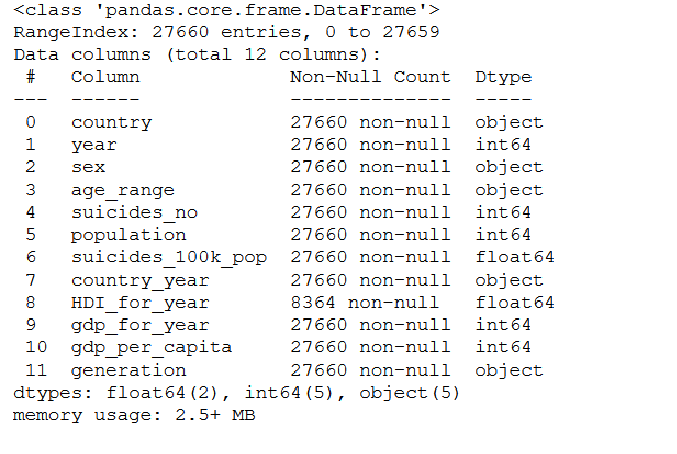 <class 'pandas.core.frame.DataFrame'>
RangeIndex: 27660 entries, 0 to 27659
Data columns (total 12 columns):
 #   Column            Non-Null Count  Dtype
---  ------            --------------  -----
 0   country           27660 non-null  object
 1   year              27660 non-null  int64
 2   sex               27660 non-null  object
 3   age_range         27660 non-null  object
 4   suicides_no       27660 non-null  int64
 5   population        27660 non-null  int64
 6   suicides_100k_pop  27660 non-null  float64
 7   country_year      27660 non-null  object
 8   HDI_for_year      8364 non-null   float64
 9   gdp_for_year      27660 non-null  int64
 10  gdp_per_capita    27660 non-null  int64
 11  generation        27660 non-null  object
dtypes: float64(2), int64(5), object(5)
memory usage: 2.5+ MB